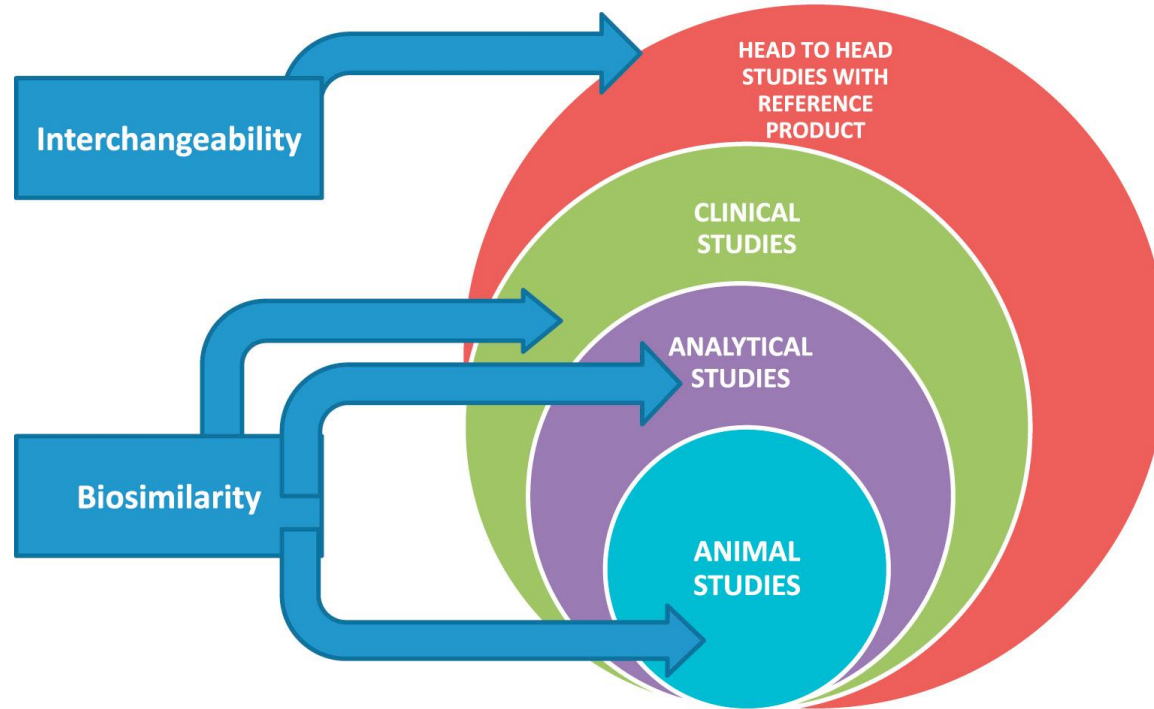 Interchangeability
HEAD TO HEAD
STUDIES WITH
REFERENCE
PRODUCT
CLINICAL
STUDIES
ANALYTICAL
STUDIES
Biosimilarity
ANIMAL
STUDIES